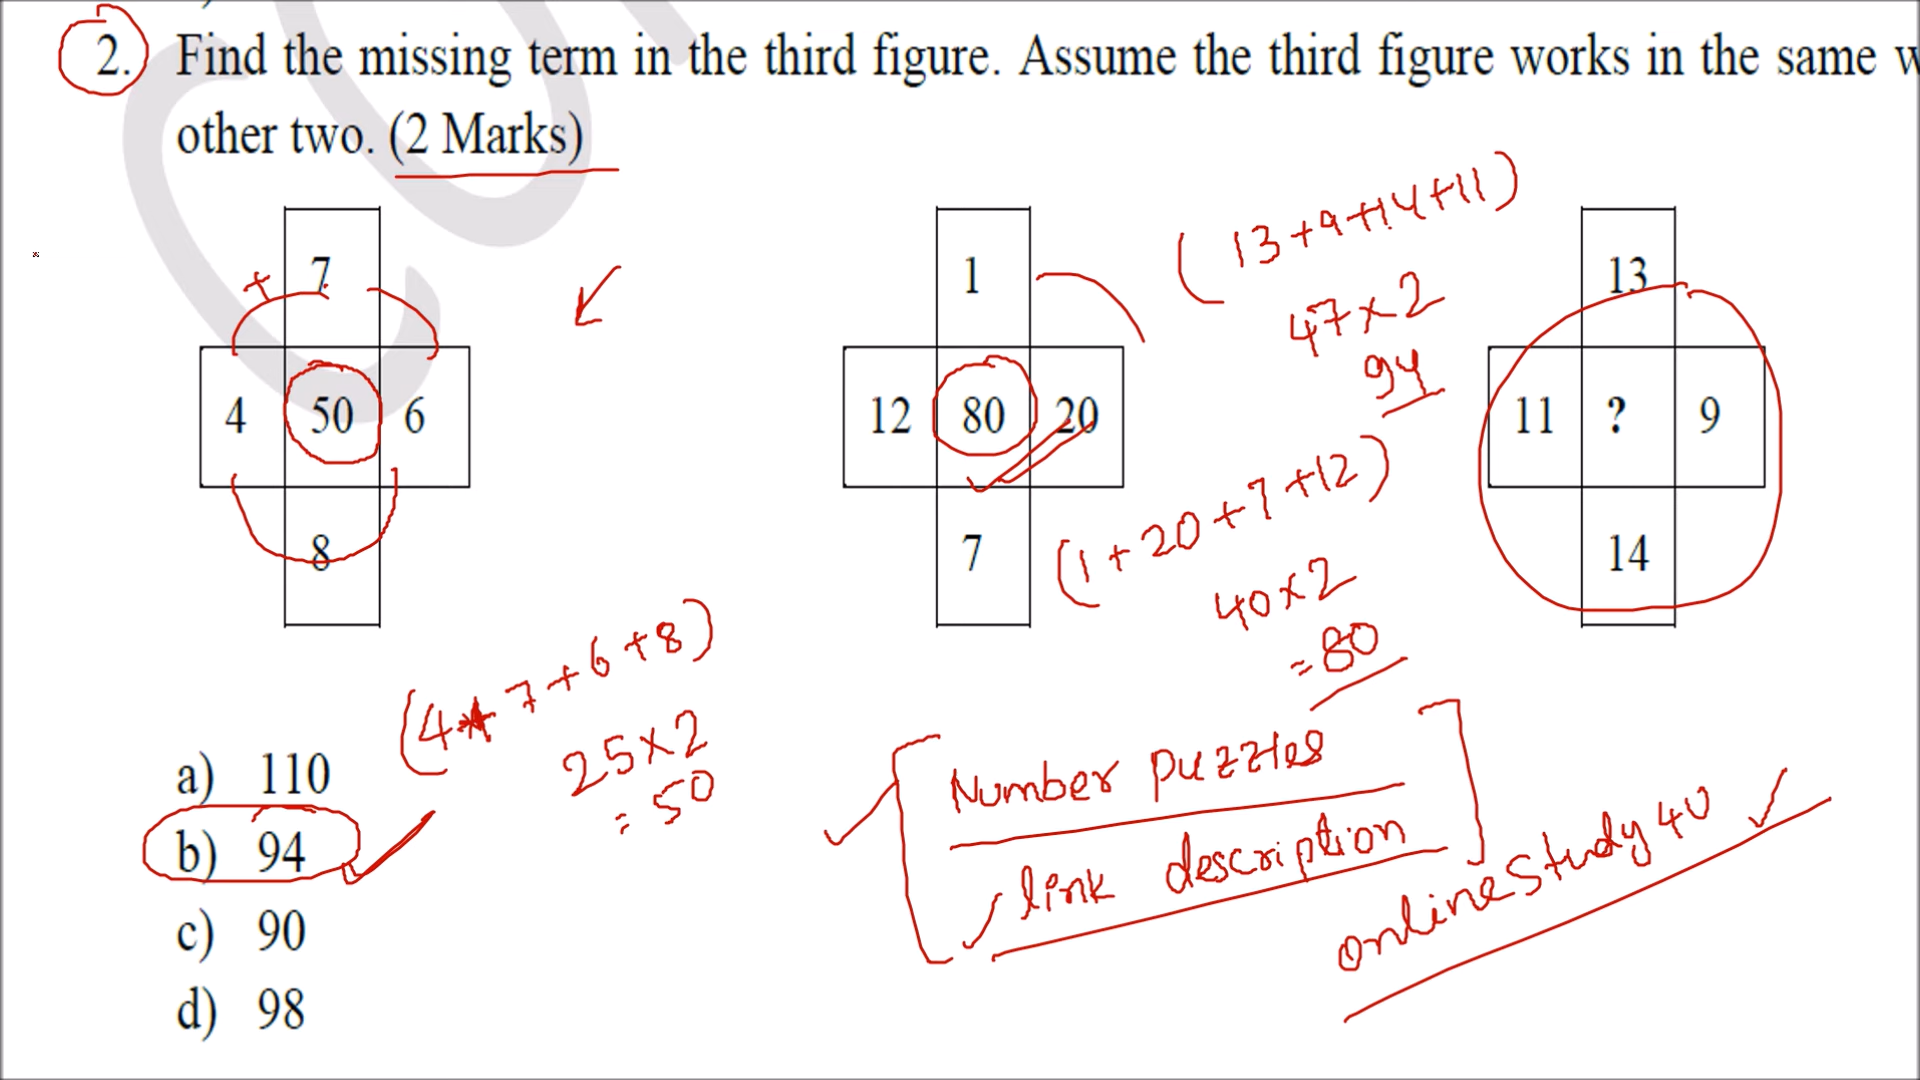 2. Find the missing term in the third figure. Assume the third figure works in the same w
other two. (2 Marks)
7
4 50 6
8
1
12 80 20
7
13
11 ? 9
14
(13+9+14+11)
47×2
94
(1+20+7+12)
40×2
=80
+
(4+7+6+8)
25×2
=50
a) 110
b) 94
c) 90
d) 98
Number Puzzles
link description
onlineStudy40